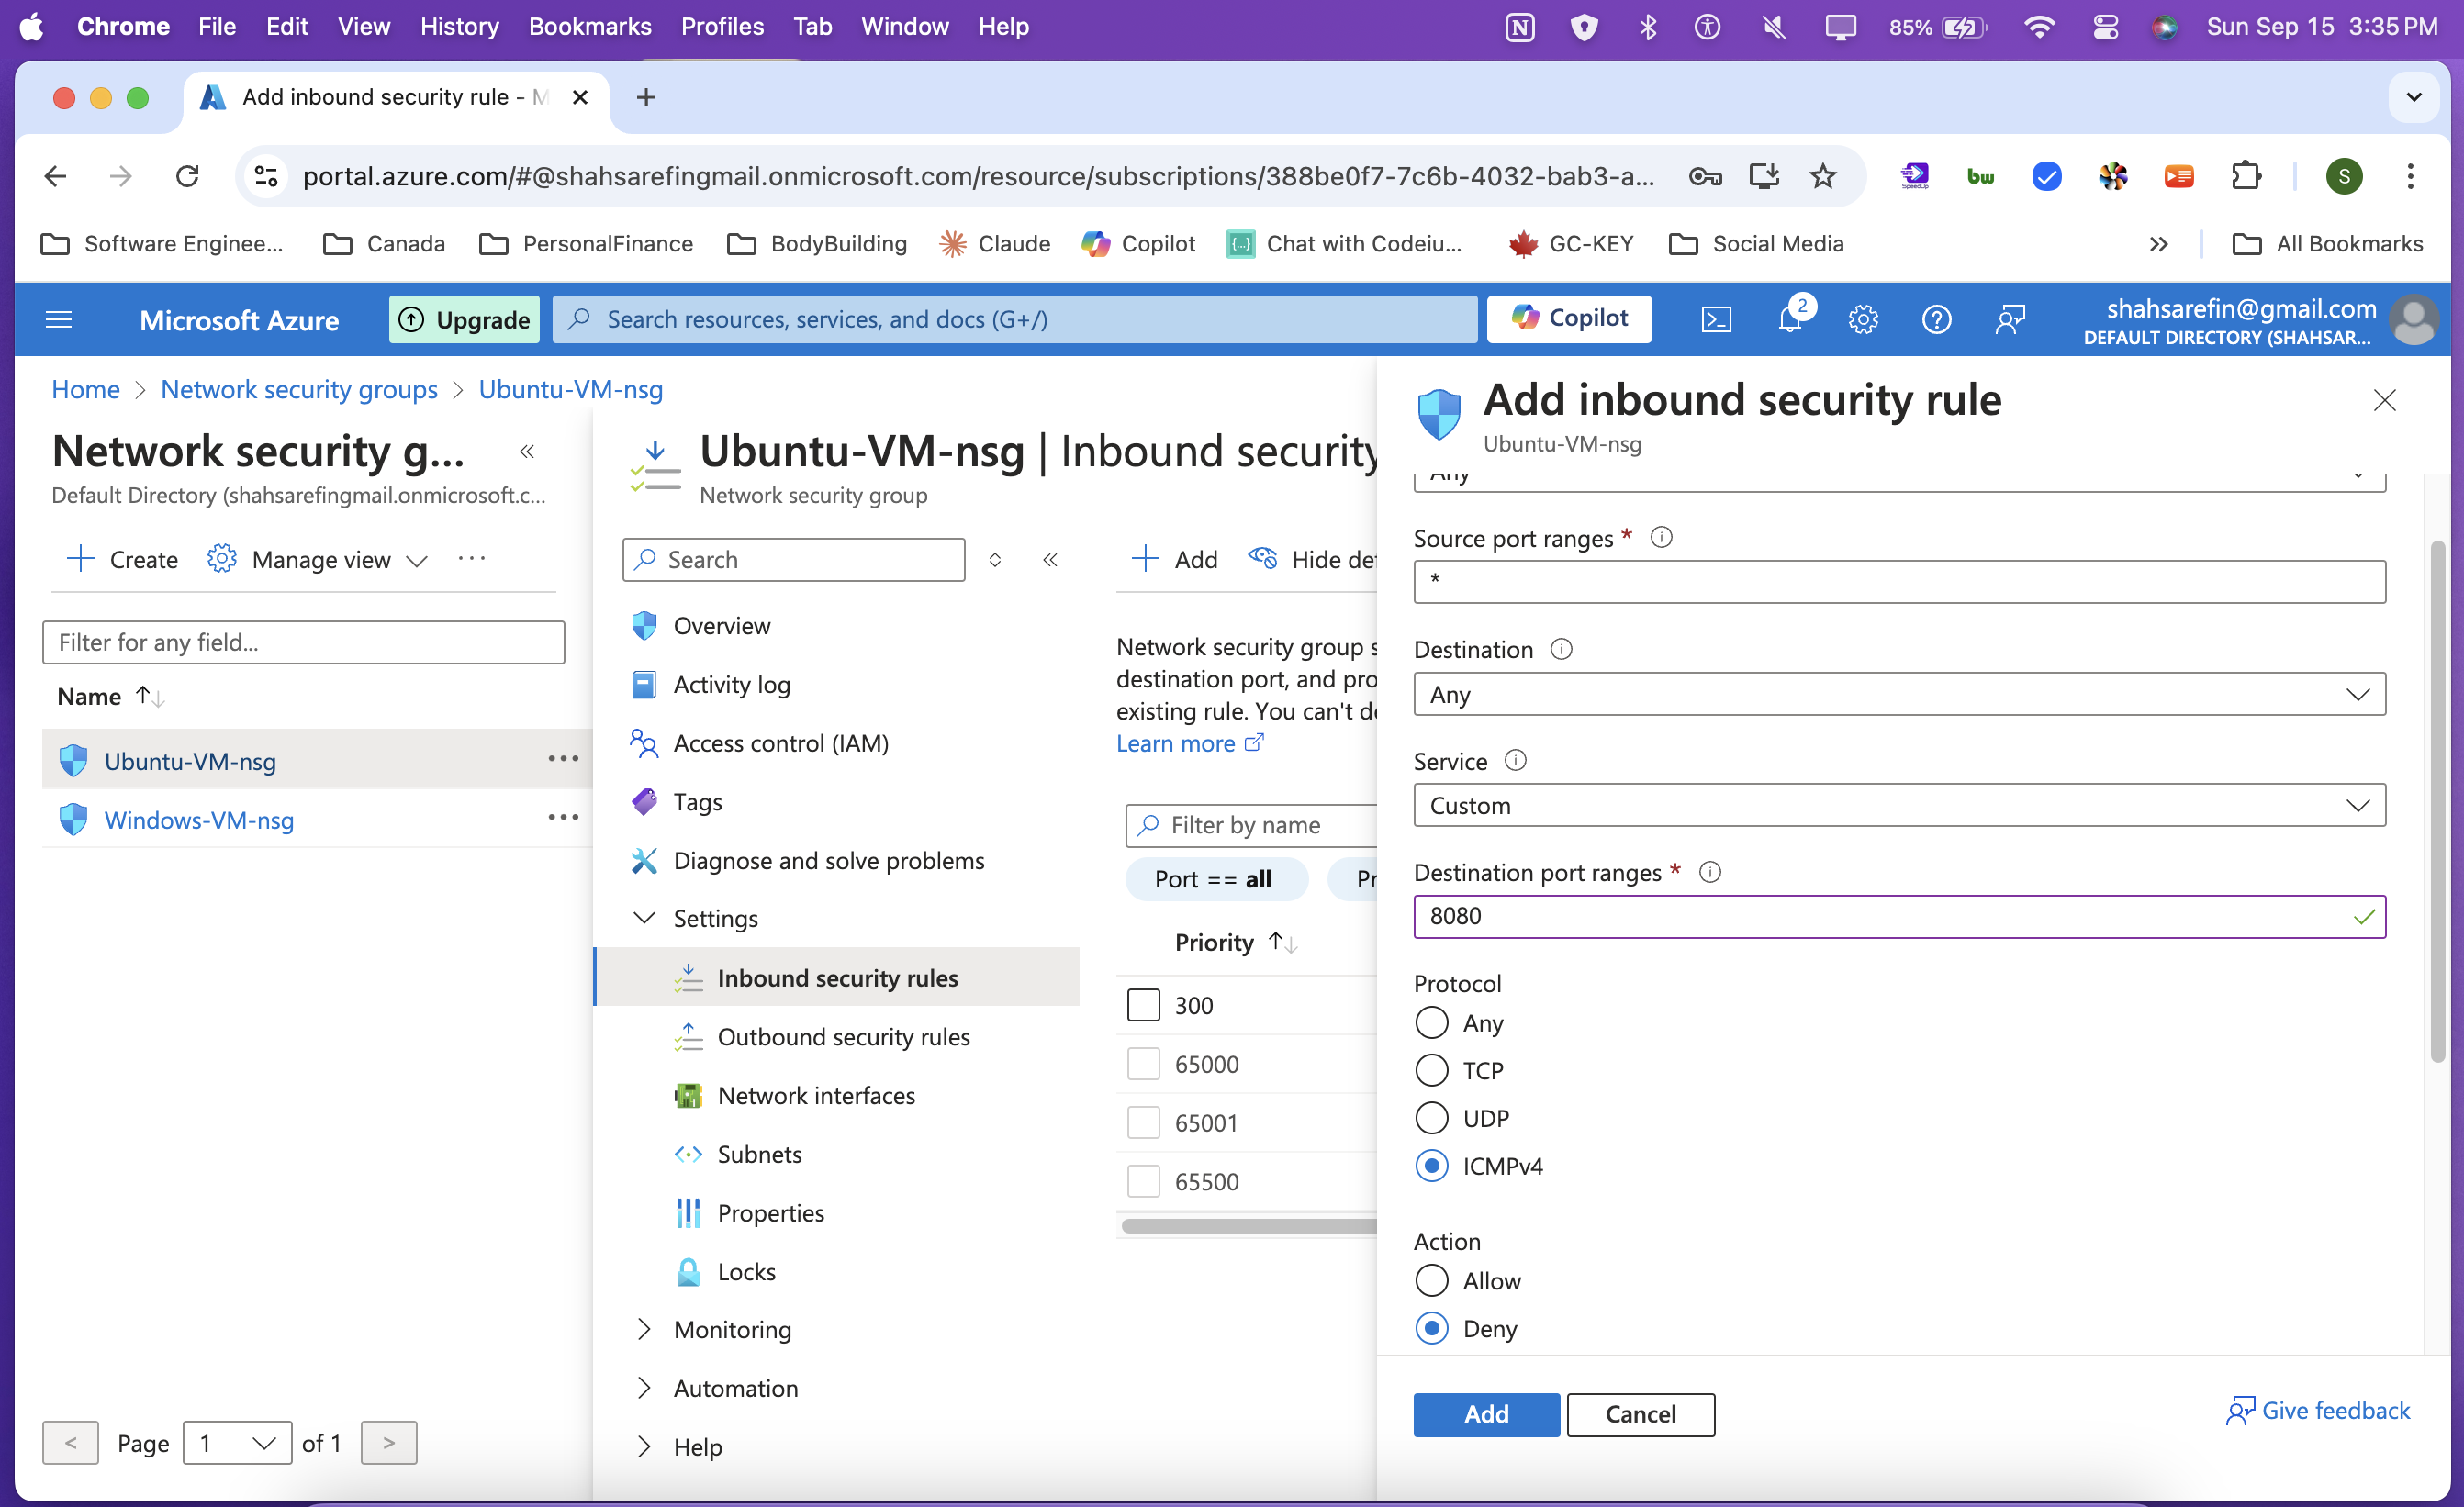 Chrome File Edit View History Bookmarks Profiles Tab Window Help 85% Sun Sep 15 3:35 PM
Add inbound security rule - M
portal.azure.com/#@shahsarefingmail.onmicrosoft.com/resource/subscriptions/388be0f7-7c6b-4032-bab3-a... SpeedUp bw S
Software Enginee... Canada PersonalFinance BodyBuilding Claude Copilot Chat with Codeiu... GC-KEY Social Media » All Bookmarks
Microsoft Azure Upgrade Search resources, services, and docs (G+/) Copilot 2 shahsarefin@gmail.com
DEFAULT DIRECTORY (SHAHSAR...
Home > Network security groups > Ubuntu-VM-nsg
Network security g... «
Default Directory (shahsarefingmail.onmicrosoft.c...
Create Manage view ...
Filter for any field...
Name
Ubuntu-VM-nsg ...
Windows-VM-nsg ...
< Page 1 of 1 >
Ubuntu-VM-nsg | Inbound security
Network security group
Search «
Overview
Activity log
Access control (IAM)
Tags
Diagnose and solve problems
Settings
Inbound security rules
Outbound security rules
Network interfaces
Subnets
Properties
Locks
Monitoring
Automation
Help
Add Hide de
Network security group s
destination port, and pro
existing rule. You can't d
Learn more
Filter by name
Port == all Pr
Priority
300
65000
65001
65500
Add inbound security rule
Ubuntu-VM-nsg
Any
Source port ranges *
*
Destination
Any
Service
Custom
Destination port ranges *
8080
Protocol
Any
TCP
UDP
ICMPv4
Action
Allow
Deny
Add Cancel Give feedback